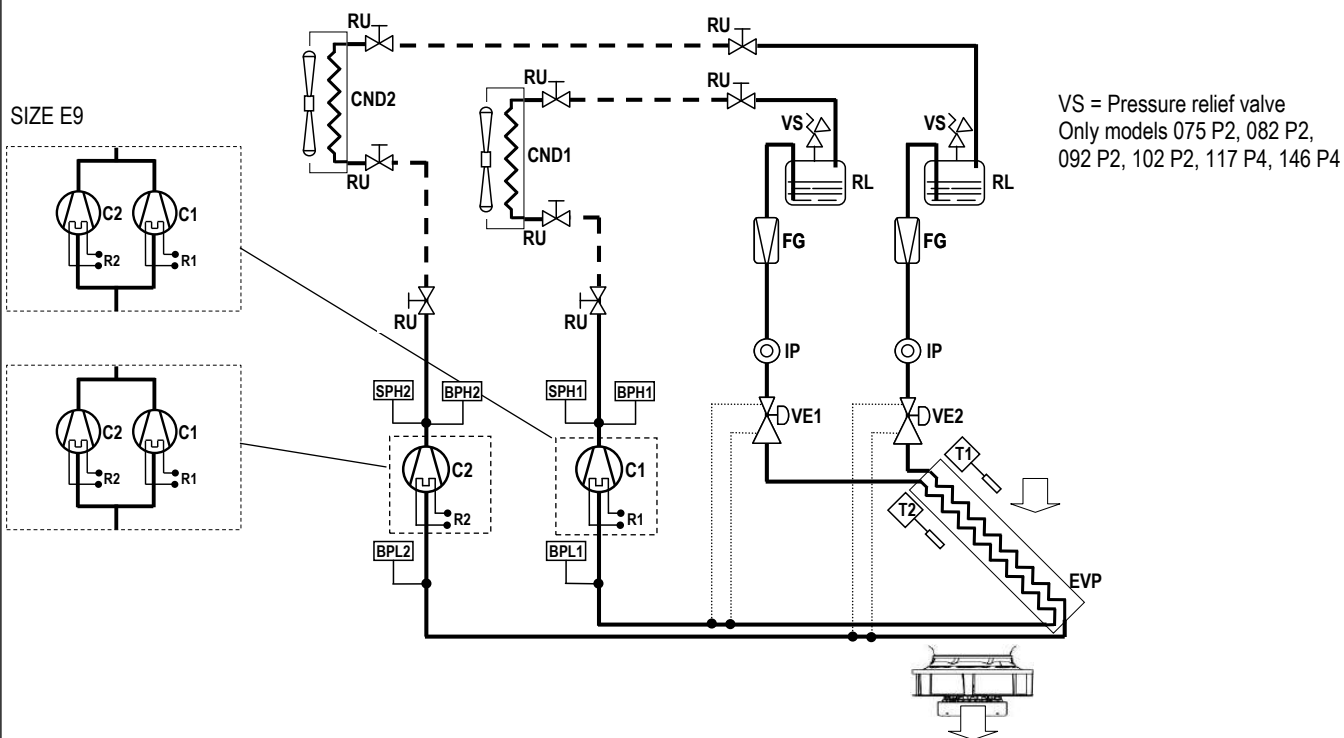 RU
RU
CND2
RU
RU
RU
VS
VS
VS = Pressure relief valve
Only models 075 P2, 082 P2,
092 P2, 102 P2, 117 P4, 146 P4
SIZE E9
CND1
RU
RU
RL
RL
C2
C1
R2
R1
FG
FG
RU
RU
IP
IP
SPH2
BPH2
SPH1
BPH1
VE1
VE2
C2
C1
R2
R1
C2
C1
R2
R1
T1
T2
BPL2
BPL1
EVP